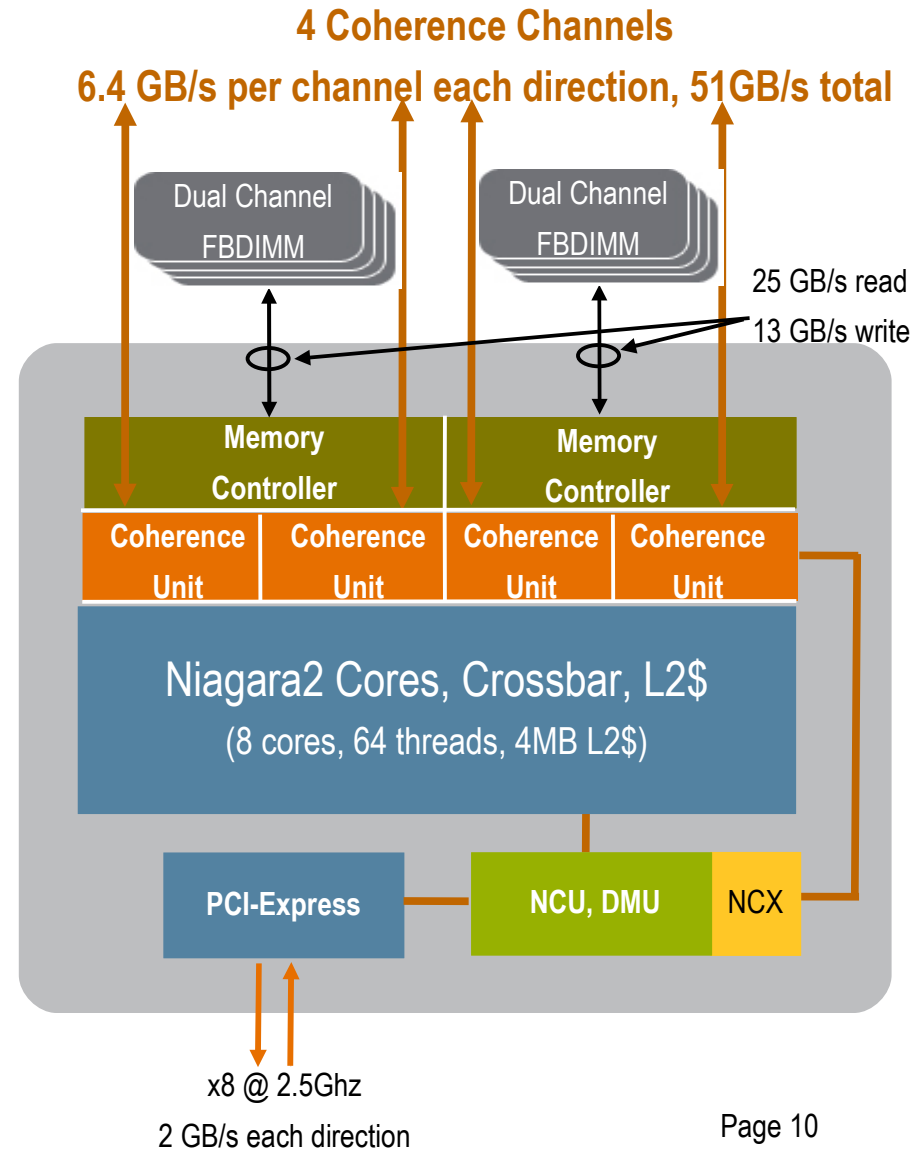 4 Coherence Channels
6.4 GB/s per channel each direction, 51GB/s total
Dual Channel
FBDIMM
Dual Channel
FBDIMM
25 GB/s read
13 GB/s write
Memory
Controller
Memory
Controller
Coherence
Unit
Coherence
Unit
Coherence
Unit
Coherence
Unit
Niagara2 Cores, Crossbar, L2$
(8 cores, 64 threads, 4MB L2$)
PCI-Express
NCU, DMU
NCX
x8 @ 2.5Ghz
2 GB/s each direction
Page 10